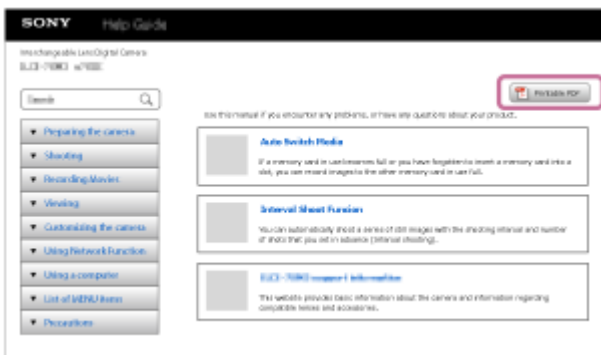 SONY Help Guide
Interchangeable Lens Digital Camera
Search
Printable PDF
Use this manual if you encounter any problems, or have any questions about your product.
Preparing the camera
Shooting
Recording Movies
Viewing
Customizing the camera
Using Network Function
Using a computer
List of MENU items
Precautions
Auto Switch Media
If a memory card in use becomes full or you have forgotten to insert a memory card into a
slot, you can record images to the other memory card in use full.
Interval Shoot Funsion
You can automatically shoot a series of still images with the shooting interval and number
of shots that you set in advance (interval shooting).
support information
This website provides basic information about the camera and information regarding
compatible lenses and accessories.